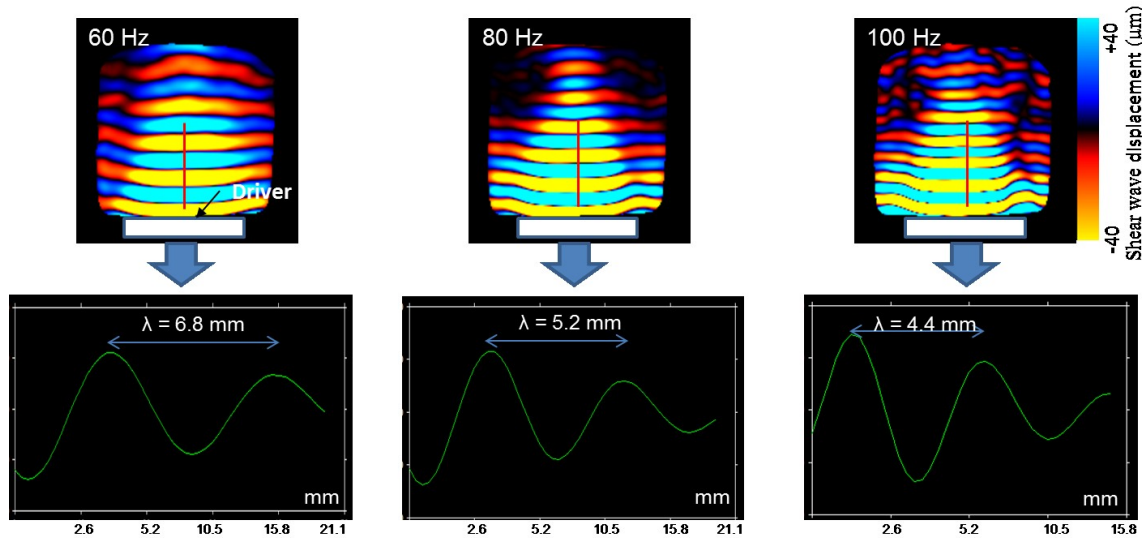 60 Hz
80 Hz
100 Hz
+40
Shear wave displacement (µm)
-40
Driver
λ = 6.8 mm
λ = 5.2 mm
λ = 4.4 mm
mm
mm
mm
2.6 5.2 10.5 15.8 21.1
2.6 5.2 10.5 15.8 21.1
2.6 5.2 10.5 15.8